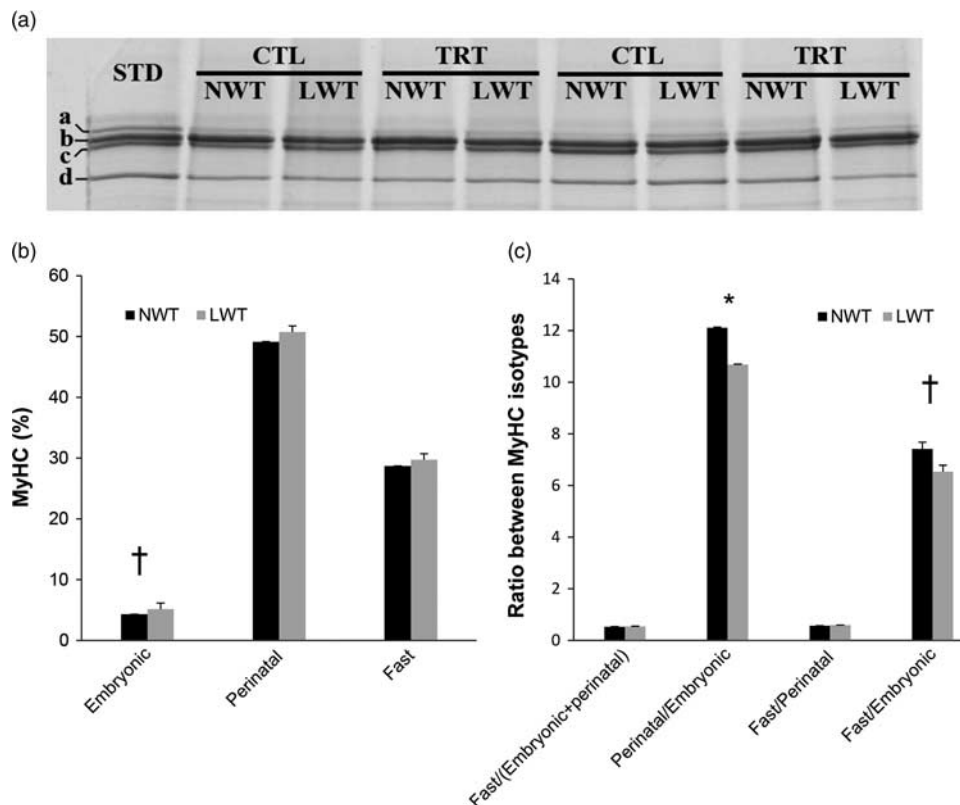 (a)
STD
CTL TRT CTL TRT
NWT LWT NWT LWT NWT LWT NWT LWT
a
b
c
d
(b)
60
50
40
30
20
10
0
MyHC (%)
NWT LWT
†
Embryonic
Perinatal
Fast
(c)
14
12
10
8
6
4
2
0
Ratio between MyHC isotypes
*
NWT LWT
†
Fast/(Embryonic+perinatal)
Perinatal/Embryonic
Fast/Perinatal
Fast/Embryonic